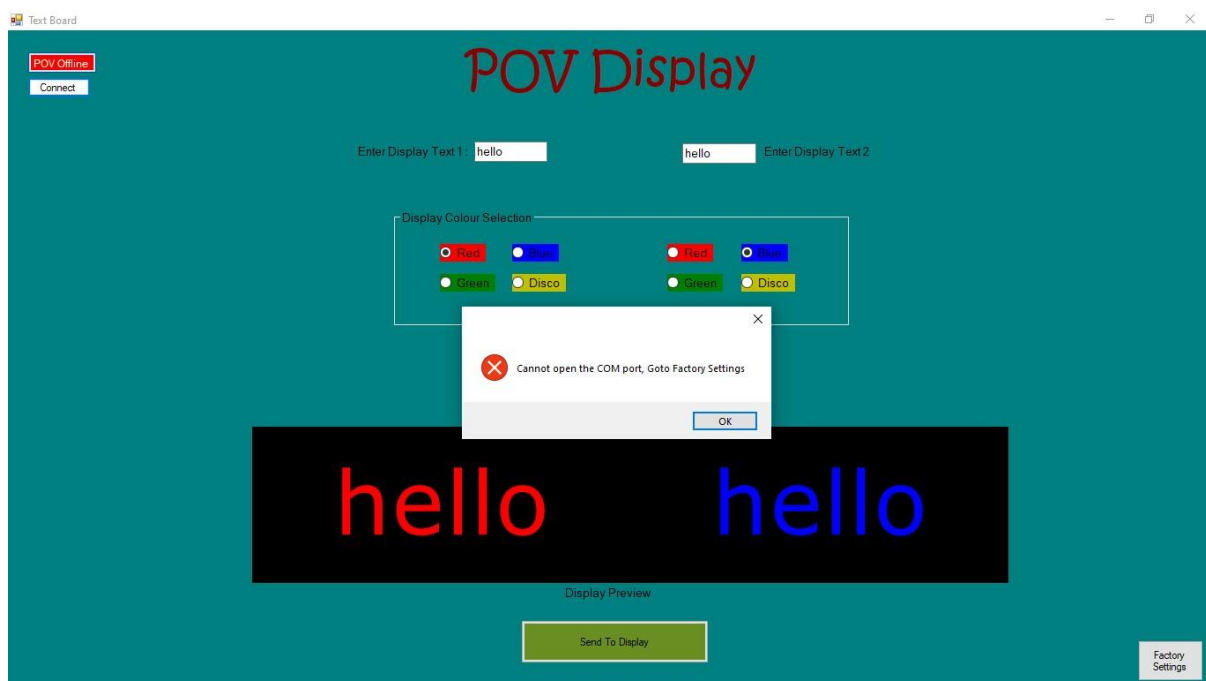 Text Board
POV Offline
Connect
POV Display
Enter Display Text 1 : hello
hello Enter Display Text 2
Display Colour Selection
Red Blue Red Blue
Green Disco Green Disco
Cannot open the COM port, Goto Factory Settings
OK
hello hello
Display Preview
Send To Display
Factory
Settings